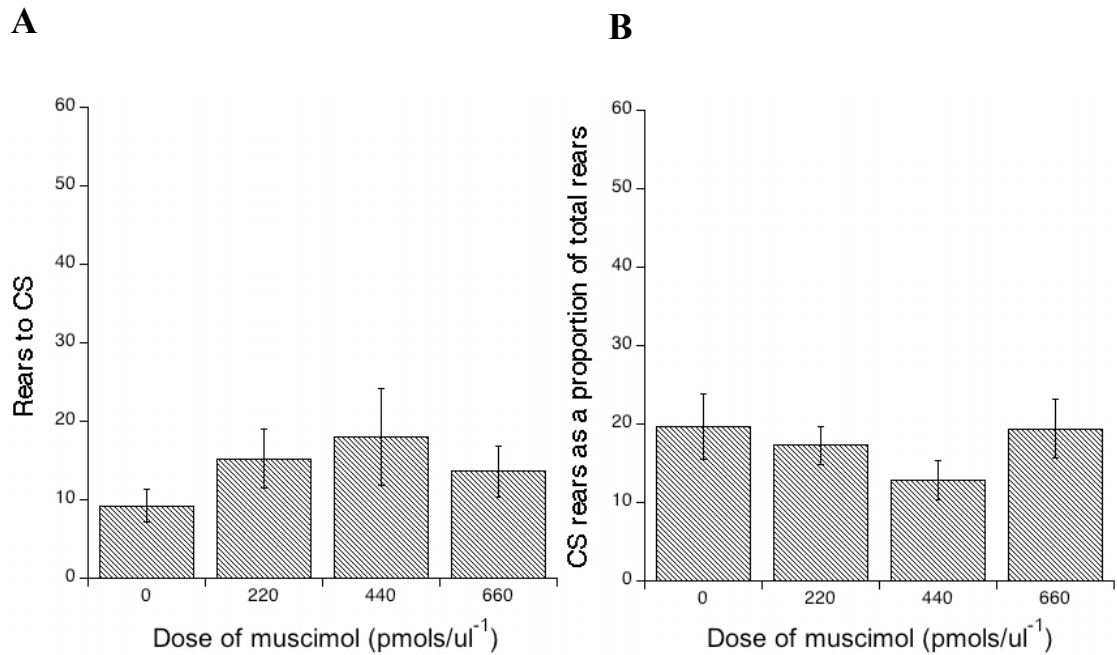 A
B
60
50
40
30
20
10
0
Rears to CS
0 220 440 660
Dose of muscimol (pmols/ul⁻¹)
60
50
40
30
20
10
0
CS rears as a proportion of total rears
0 220 440 660
Dose of muscimol (pmols/ul⁻¹)